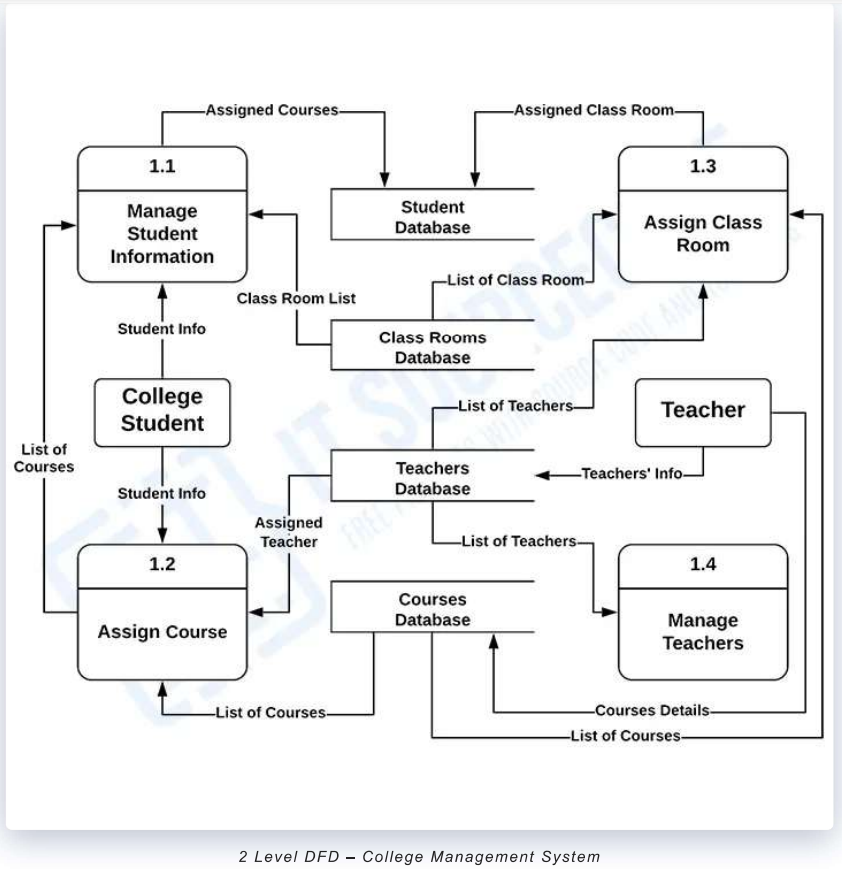 Assigned Courses
Assigned Class Room
1.1
Manage
Student
Information
Student
Database
1.3
Assign Class
Room
List of Class Room
Class Room List
Class Rooms
Database
Student Info
College
Student
List of Teachers
Teacher
List of
Courses
Teachers
Database
Teachers' Info
Student Info
Assigned
Teacher
List of Teachers
1.2
Assign Course
Courses
Database
1.4
Manage
Teachers
List of Courses
Courses Details
List of Courses
2 Level DFD – College Management System